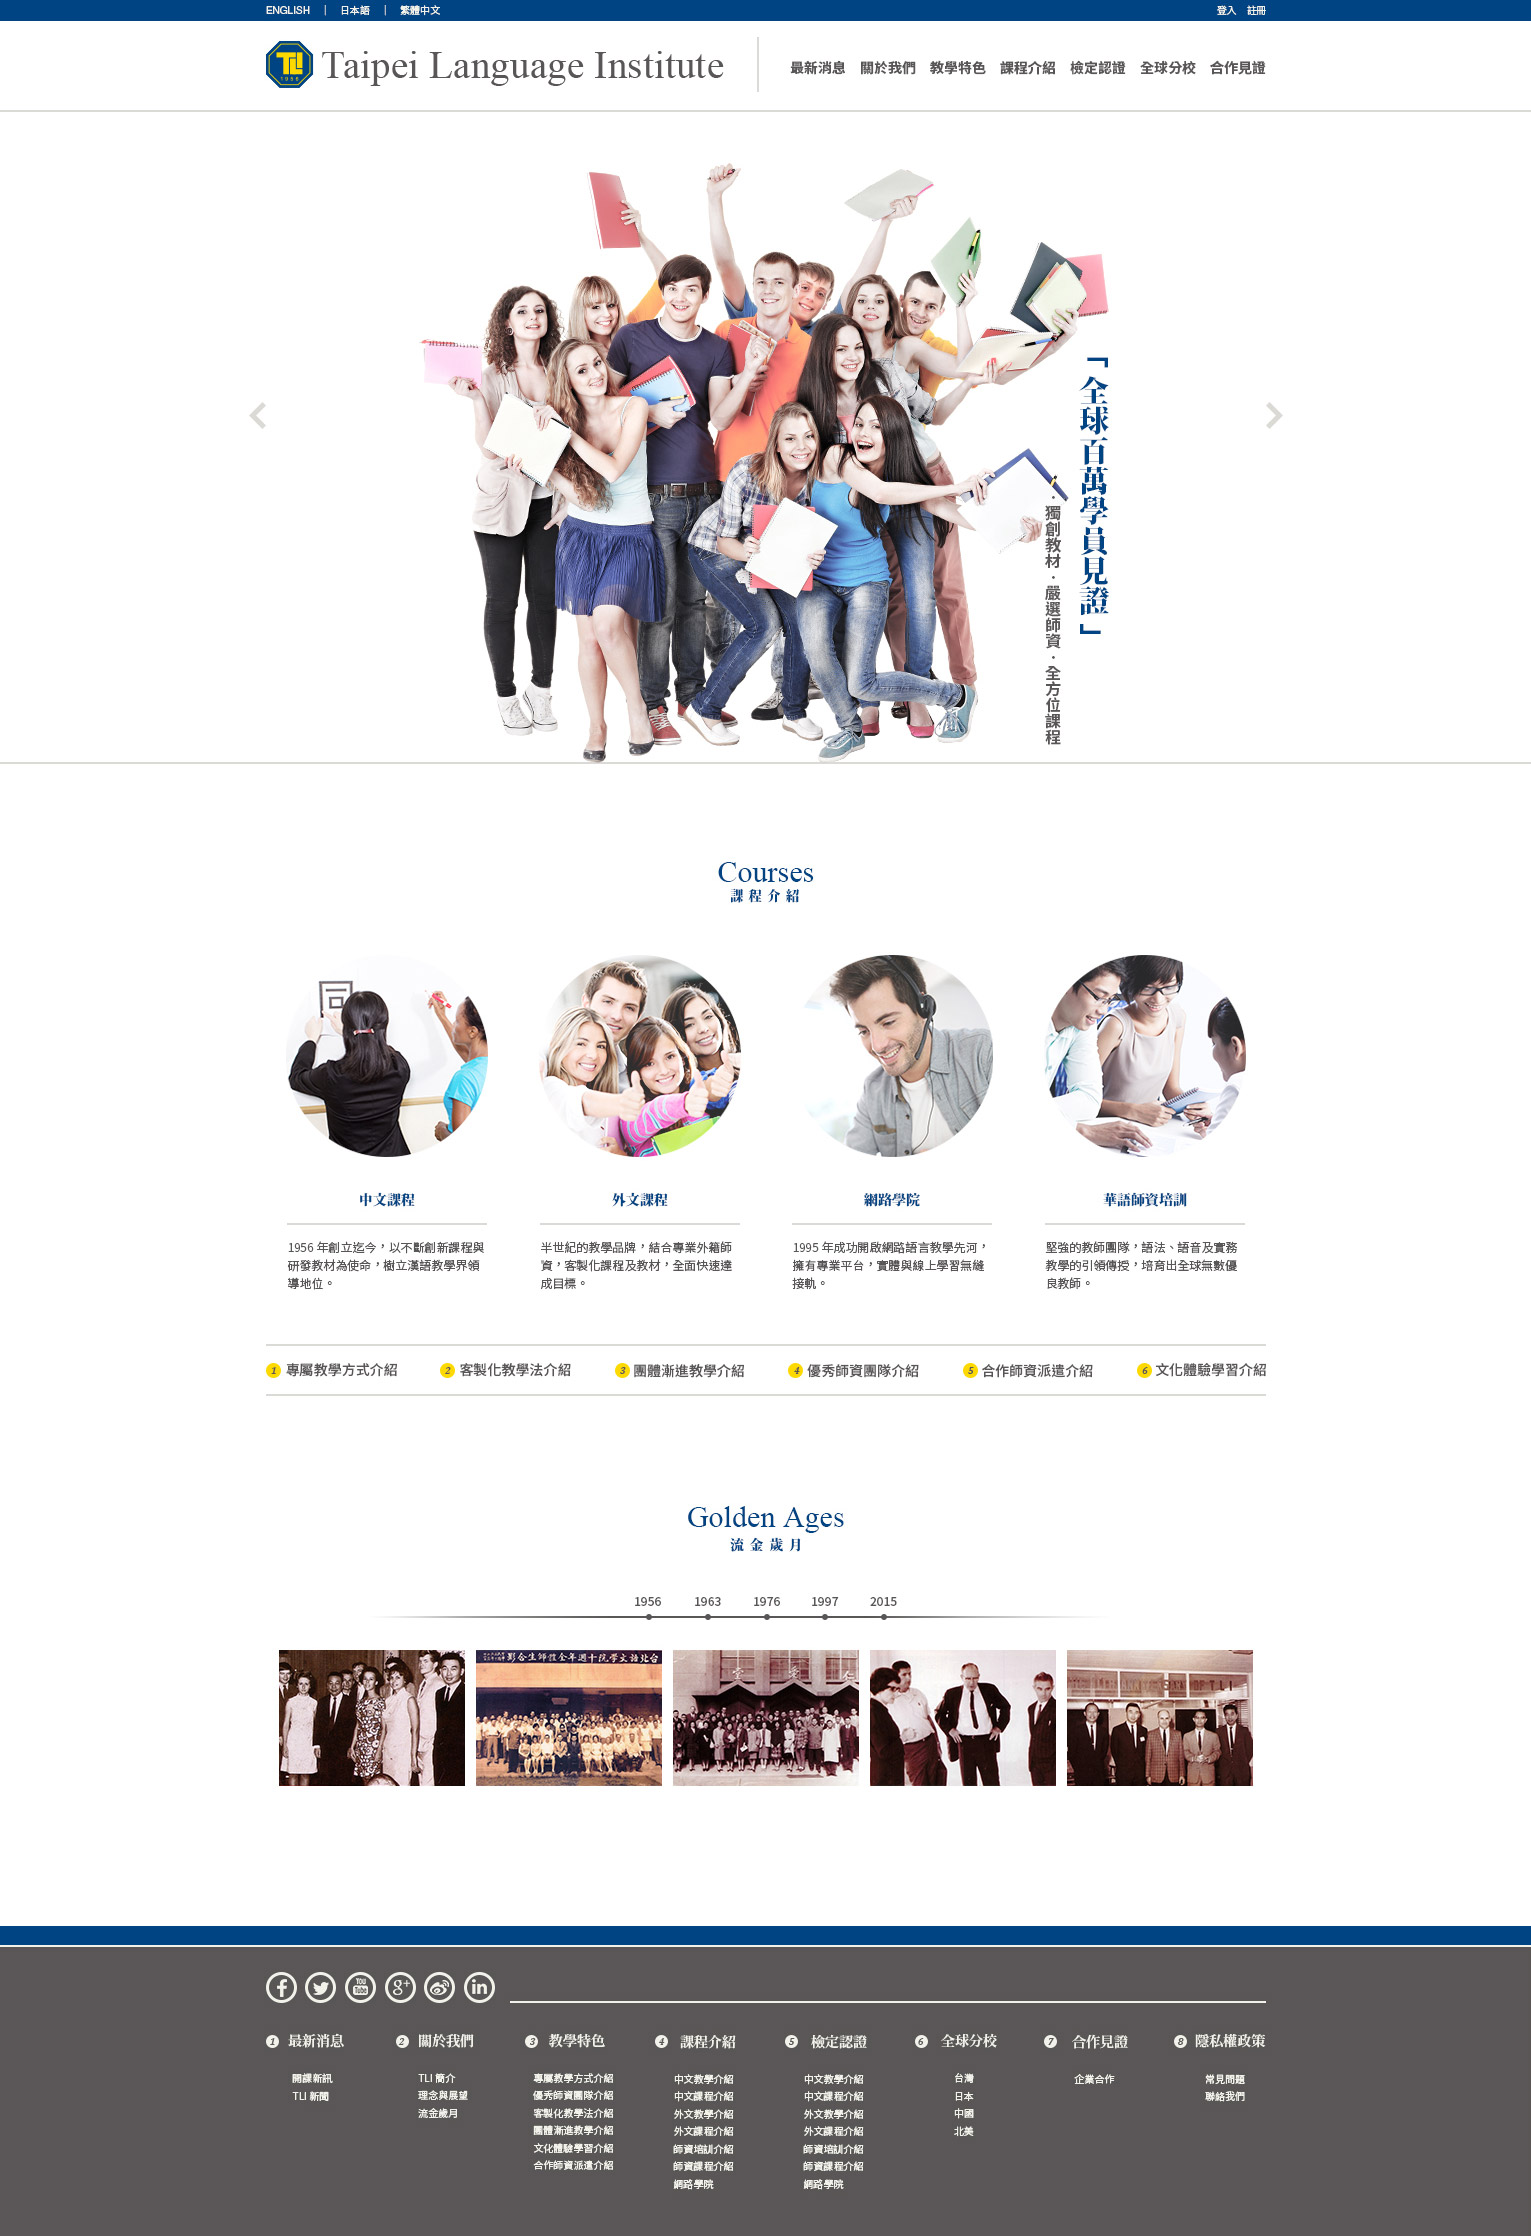 ENGLISH | 日本語 | 繁體中文
登入 註冊
TLI
1956
Taipei Language Institute
最新消息 關於我們 教學特色 課程介紹 檢定認證 全球分校 合作見證
「全球百萬學員見證」
·獨創教材·嚴選師資·全方位課程
Courses
課程介紹
中文課程
1956 年創立迄今，以不斷創新課程與
研發教材為使命，樹立漢語教學界領
導地位。
外文課程
半世紀的教學品牌，結合專業外籍師
資，客製化課程及教材，全面快速達
成目標。
網路學院
1995 年成功開啟網路語言教學先河，
擁有專業平台，實體與線上學習無縫
接軌。
華語師資培訓
堅強的教師團隊，語法、語音及實務
教學的引領傳授，培育出全球無數優
良教師。
1 專屬教學方式介紹
2 客製化教學法介紹
3 團體漸進教學介紹
4 優秀師資團隊介紹
5 合作師資派遣介紹
6 文化體驗學習介紹
Golden Ages
流金歲月
1956 1963 1976 1997 2015
台北語文學院十週年全體師生合影
You Tube
g+
in
1 最新消息
開課新訊
TLI 新聞
2 關於我們
TLI 簡介
理念與展望
流金歲月
3 教學特色
專屬教學方式介紹
優秀師資團隊介紹
客製化教學法介紹
團體漸進教學介紹
文化體驗學習介紹
合作師資派遣介紹
4 課程介紹
中文教學介紹
中文課程介紹
外文教學介紹
外文課程介紹
師資培訓介紹
師資課程介紹
網路學院
5 檢定認證
中文教學介紹
中文課程介紹
外文教學介紹
外文課程介紹
師資培訓介紹
師資課程介紹
網路學院
6 全球分校
台灣
日本
中國
北美
7 合作見證
企業合作
8 隱私權政策
常見問題
聯絡我們